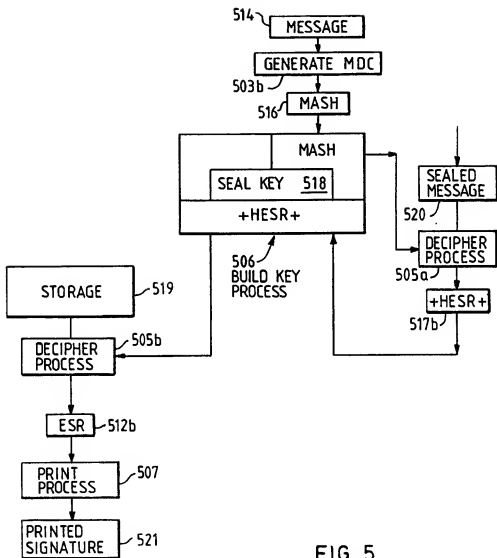 514
MESSAGE
GENERATE MDC
503b
516
MASH
MASH
SEAL KEY 518
+HESR+
506
BUILD KEY
PROCESS
SEALED
MESSAGE
520
DECIPHER
PROCESS
505a
+HESR+
517b
STORAGE
519
505b
DECIPHER
PROCESS
ESR
512b
PRINT
PROCESS
507
PRINTED
SIGNATURE
521
FIG. 5